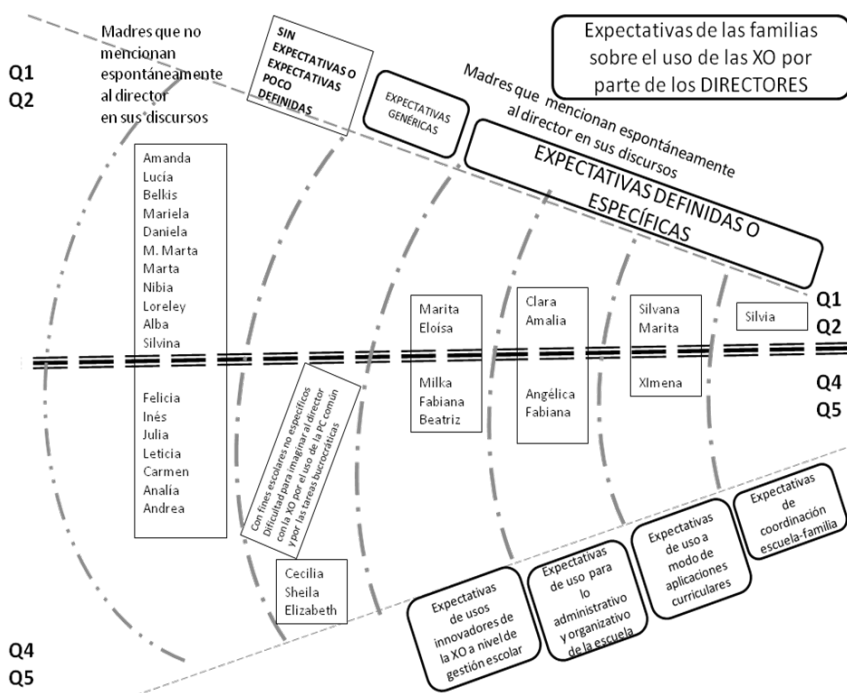 Expectativas de las familias
sobre el uso de las XO por
parte de los DIRECTORES
Q1
Q2
Madres que no
mencionan
espontáneamente
al director
en sus discursos
SIN
EXPECTATIVAS O
EXPECTATIVAS
POCO
DEFINIDAS
EXPECTATIVAS
GENÉRICAS
Madres que mencionan espontáneamente
al director en sus discursos
EXPECTATIVAS DEFINIDAS O
ESPECÍFICAS
Amanda
Lucía
Belkis
Mariela
Daniela
M. Marta
Marta
Nibia
Loreley
Alba
Silvina
Felicia
Inés
Julia
Leticia
Carmen
Analía
Andrea
Con fines escolares no específicos
Dificultad para imaginar al director
con la XO por el uso de la PC común
y por las tareas bucrocráticas
Cecilia
Sheila
Elizabeth
Marita
Eloísa
Milka
Fabiana
Beatriz
Clara
Amalia
Angélica
Fabiana
Silvana
Marita
XImena
Silvia
Q1
Q2
Q4
Q5
Expectativas
de usos
innovadores de
la XO a nivel de
gestión escolar
Expectativas
de uso para
lo
administrativo
y organizativo
de la escuela
Expectativas
de uso a
modo de
aplicaciones
curriculares
Expectativas
de
coordinación
escuela-familia
Q4
Q5